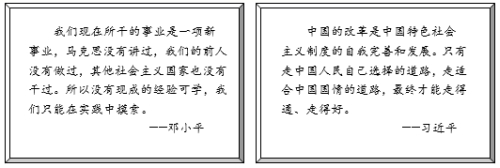 我们现在所干的事业是一项新
事业，马克思没有讲过，我们的前人
没有做过，其他社会主义国家也没有
干过。所以没有现成的经验可学，我
们只能在实践中摸索。
——邓小平
中国的改革是中国特色社会
主义制度的自我完善和发展。只有
走中国人民自己选择的道路，走适
合中国国情的道路，最终才能走得
通、走得好。
——习近平